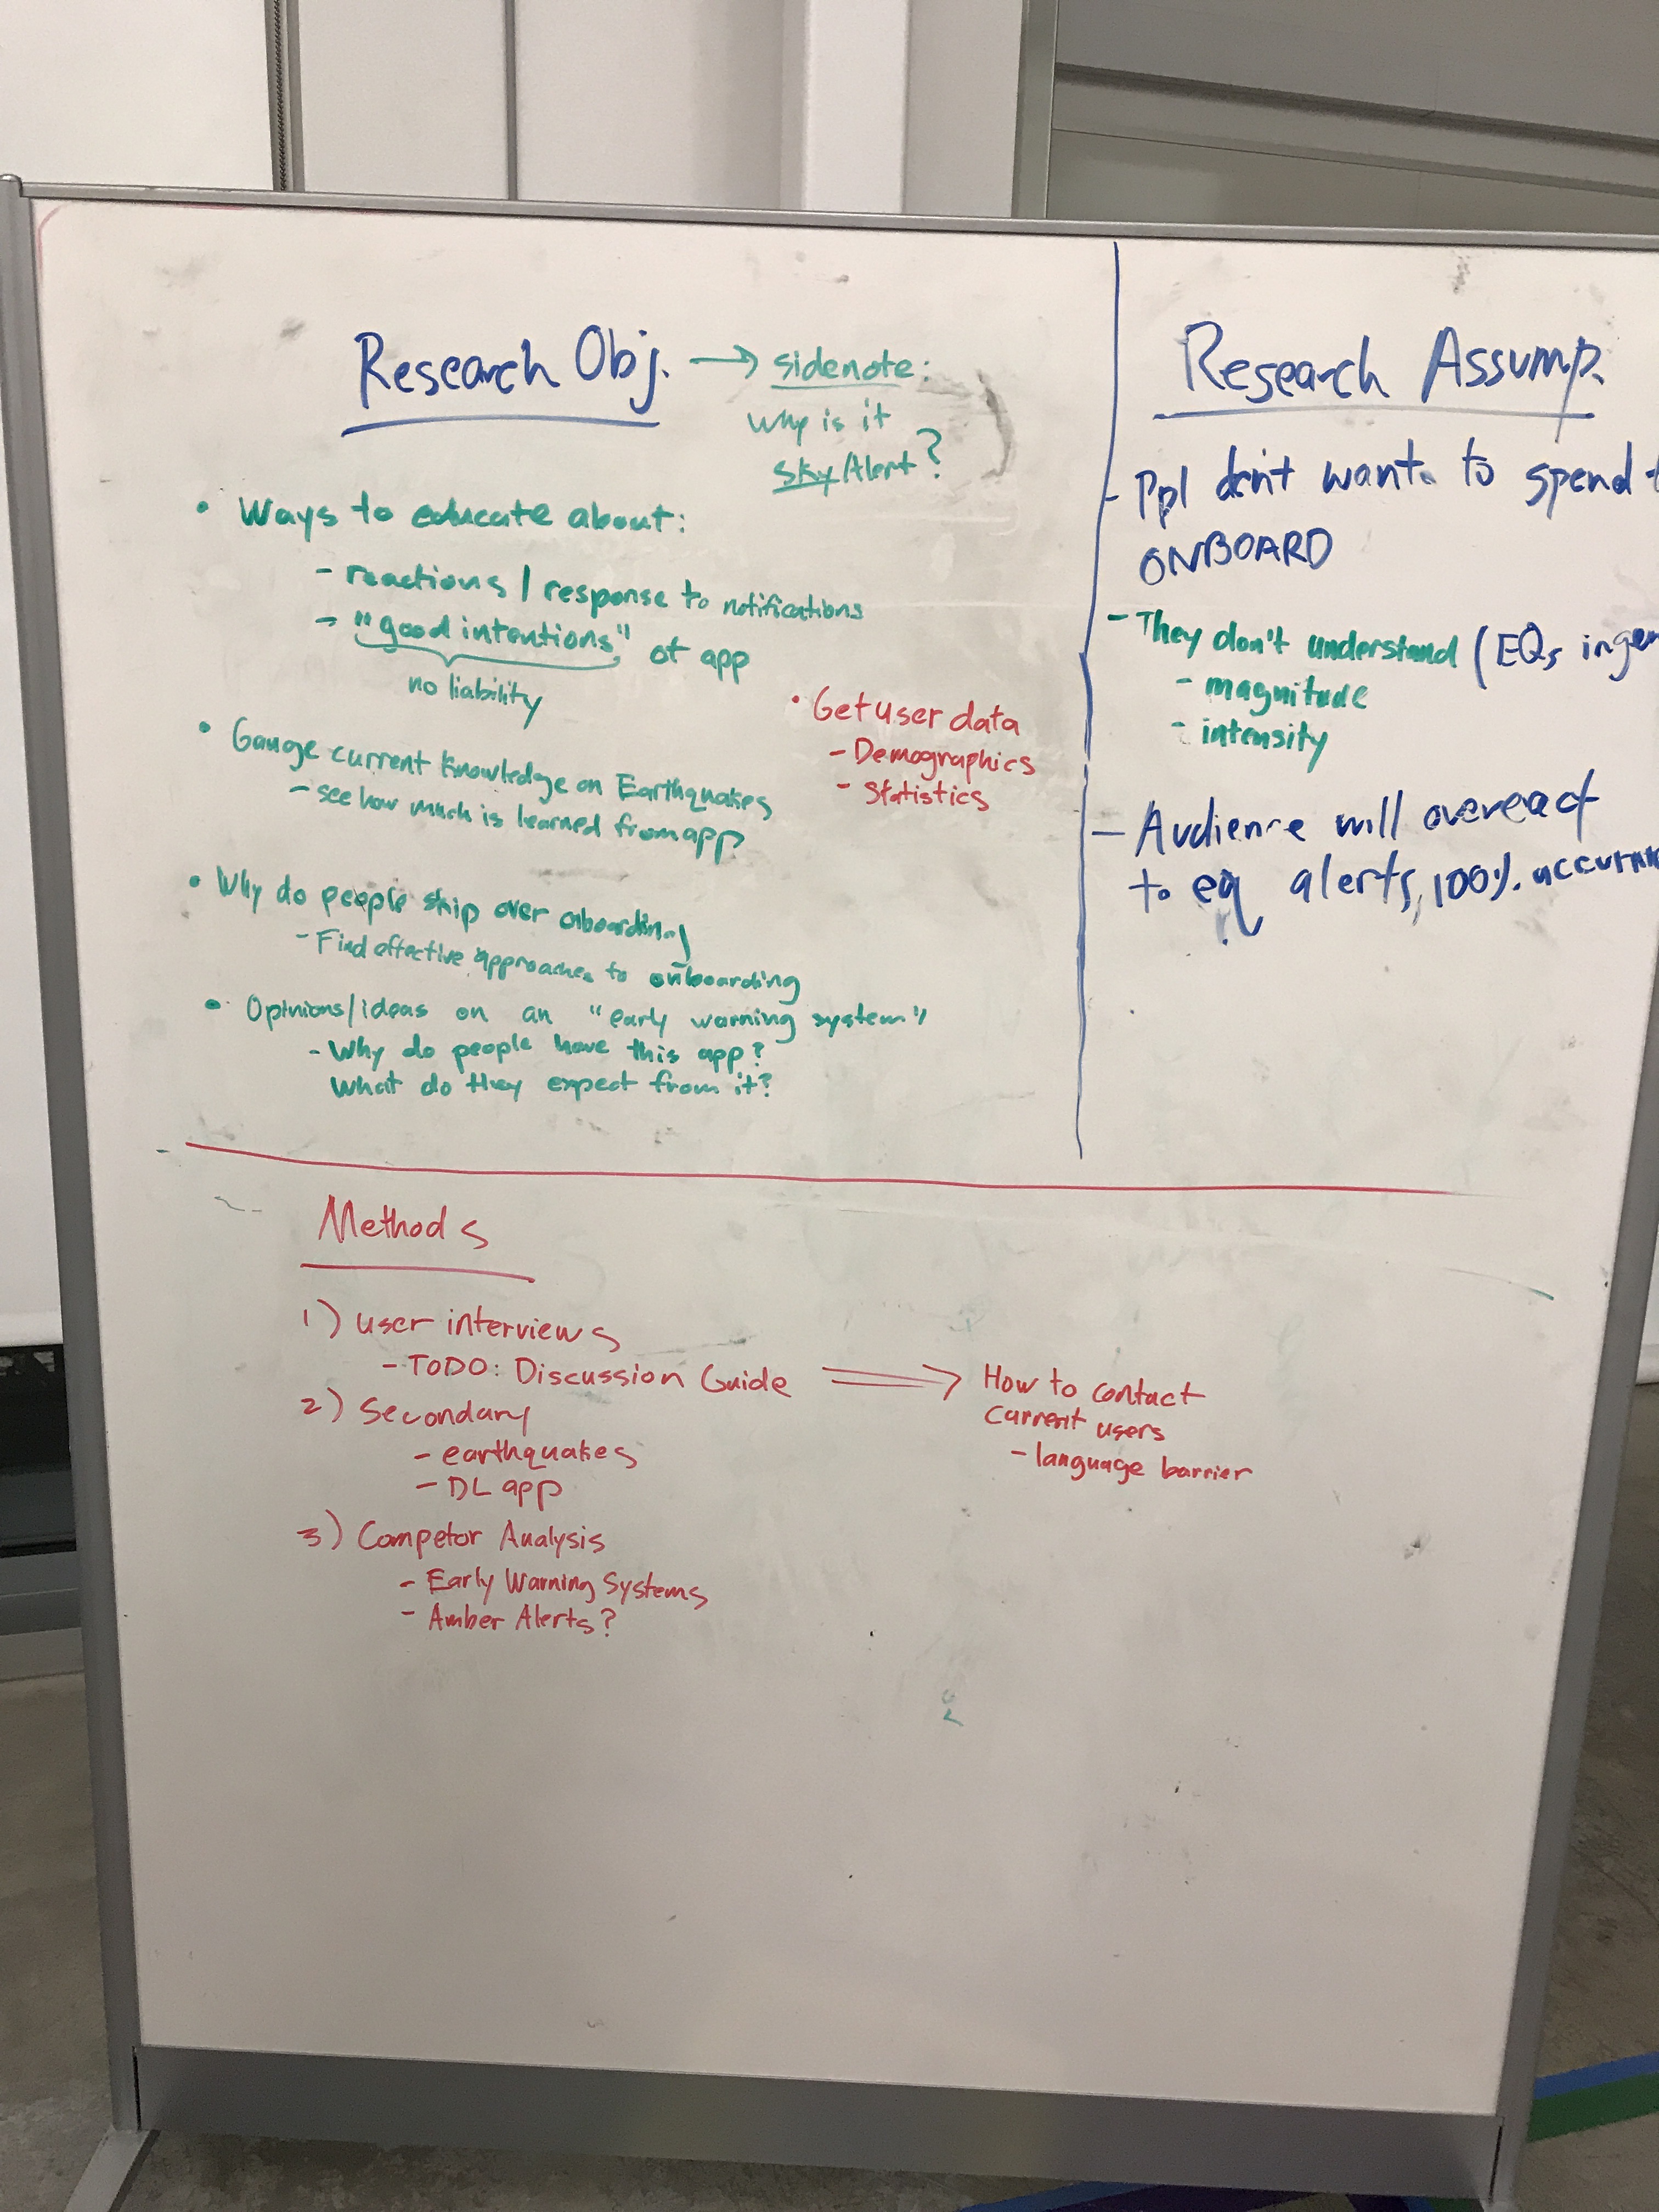 Research Obj. → sidenote:
why is it
SkyAlert?
• Ways to educate about:
- reactions / response to notifications
- "good intentions" of app
no liability
• Get user data
- Demographics
- Statistics
• Gauge current knowledge on Earthquakes
- see how much is learned from app
• Why do people skip over onboarding
- Find effective approaches to onboarding
• Opinions/ideas on an "early warning system"
- Why do people have this app?
What do they expect from it?
Research Assump.
- Ppl don't want to spend
ONBOARD
- They don't understand (EQs in
- magnitude
- intensity
- Audience will overreact
to eq alerts, 100%
Methods
1) user interviews
- TODO: Discussion Guide ⇒ How to contact
current users
- language barrier
2) Secondary
- earthquakes
- DL app
3) Competor Analysis
- Early Warning Systems
- Amber Alerts?